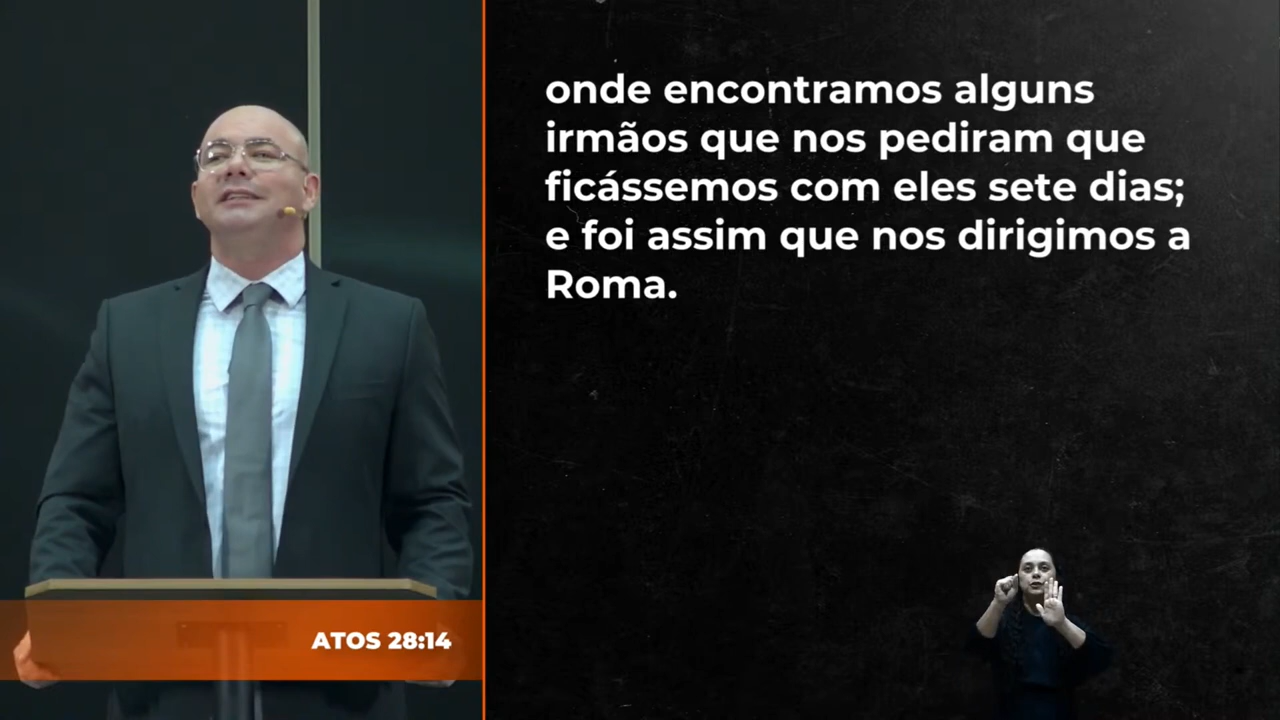 onde encontramos alguns
irmãos que nos pediram que
ficássemos com eles sete dias;
e foi assim que nos dirigimos a
Roma.
ATOS 28:14